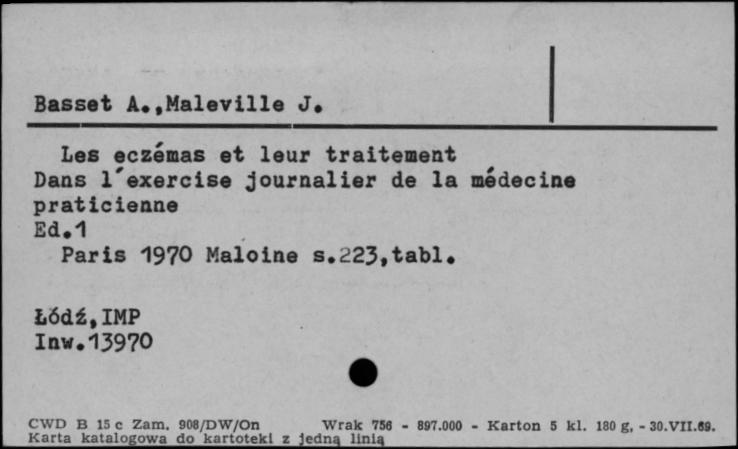 Basset A.,Maleville J.
Les eczémas et leur traitement
Dans l'exercise journalier de la médecine
praticienne
Ed.1
Paris 1970 Maloine s.223,tabl.
Łódź,IMP
Inw.13970
CWD B 15 c Zam. 908/DW/On Wrak 756 - 897.000 - Karton 5 kl. 180 g. - 30.VII.69.
Karta katalogowa do kartoteki z jedną linią